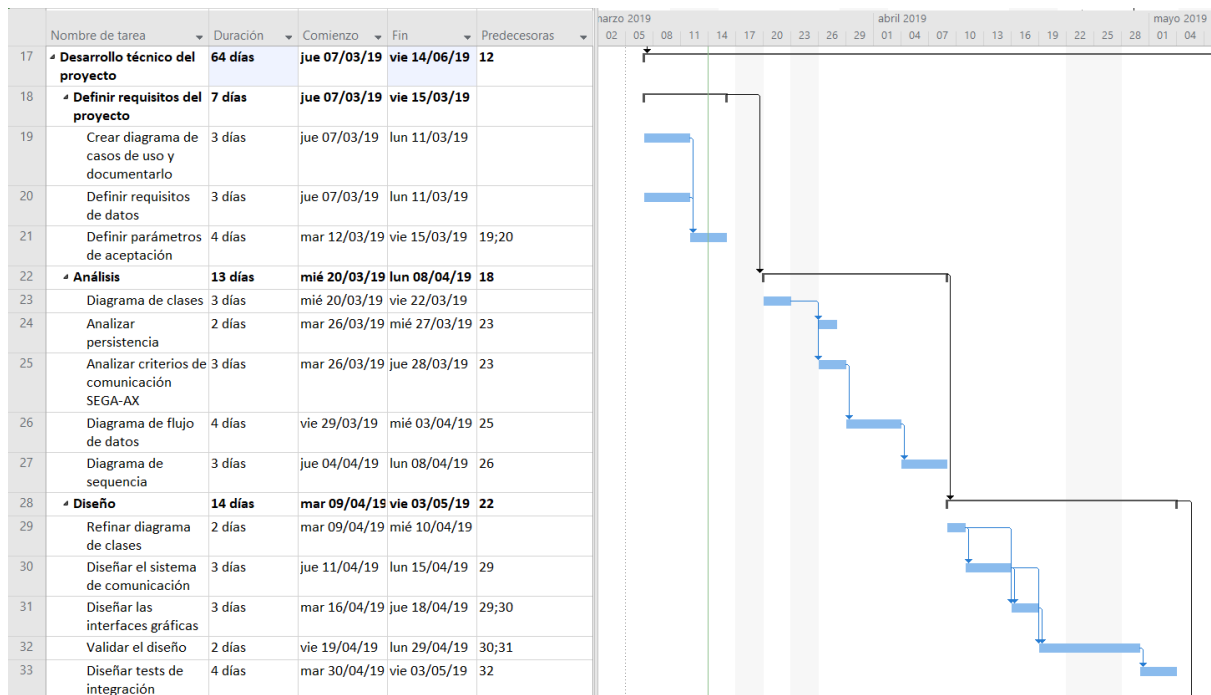 marzo 2019 abril 2019 mayo 2019
Nombre de tarea Duración Comienzo Fin Predecesoras 02 05 08 11 14 17 20 23 26 29 01 04 07 10 13 16 19 22 25 28 01 04
17 Desarrollo técnico del 64 días jue 07/03/19 vie 14/06/19 12
proyecto
18 Definir requisitos del 7 días jue 07/03/19 vie 15/03/19
proyecto
19 Crear diagrama de 3 días jue 07/03/19 lun 11/03/19
casos de uso y
documentarlo
20 Definir requisitos 3 días jue 07/03/19 lun 11/03/19
de datos
21 Definir parámetros 4 días mar 12/03/19 vie 15/03/19 19;20
de aceptación
22 Análisis 13 días mié 20/03/19 lun 08/04/19 18
23 Diagrama de clases 3 días mié 20/03/19 vie 22/03/19
24 Analizar 2 días mar 26/03/19 mié 27/03/19 23
persistencia
25 Analizar criterios de 3 días mar 26/03/19 jue 28/03/19 23
comunicación
SEGA-AX
26 Diagrama de flujo 4 días vie 29/03/19 mié 03/04/19 25
de datos
27 Diagrama de 3 días jue 04/04/19 lun 08/04/19 26
sequencia
28 Diseño 14 días mar 09/04/19 vie 03/05/19 22
29 Refinar diagrama 2 días mar 09/04/19 mié 10/04/19
de clases
30 Diseñar el sistema 3 días jue 11/04/19 lun 15/04/19 29
de comunicación
31 Diseñar las 3 días mar 16/04/19 jue 18/04/19 29;30
interfaces gráficas
32 Validar el diseño 2 días vie 19/04/19 lun 29/04/19 30;31
33 Diseñar tests de 4 días mar 30/04/19 vie 03/05/19 32
integración